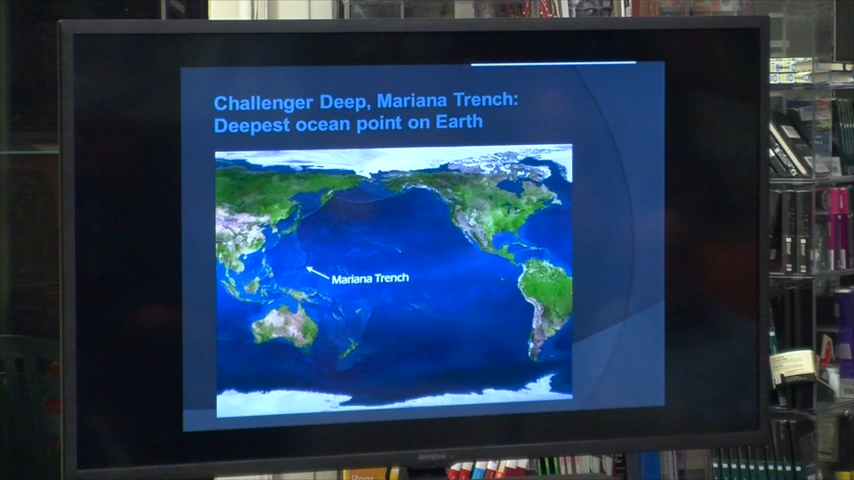 Challenger Deep, Mariana Trench:
Deepest ocean point on Earth
Mariana Trench